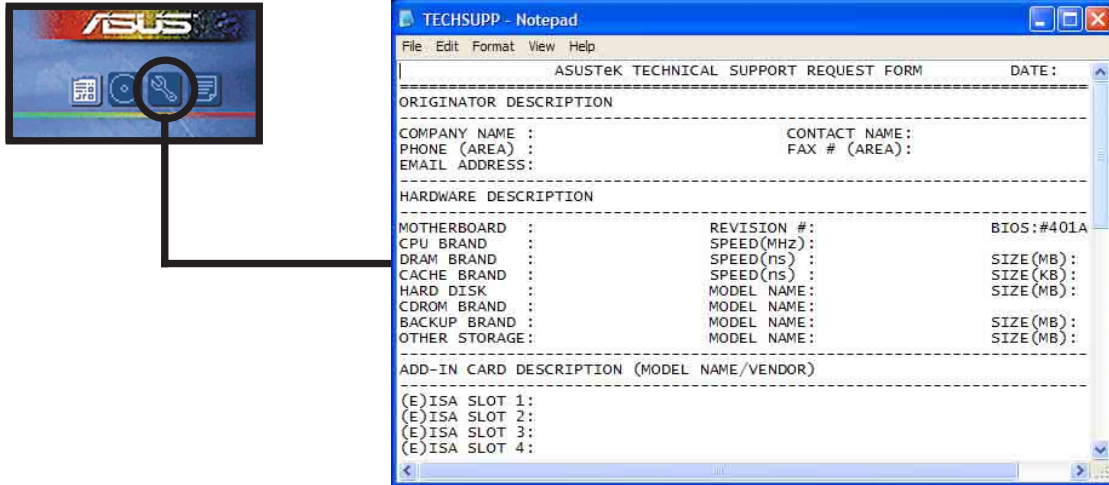 ASUS
TECHSUPP - Notepad
File Edit Format View Help
ASUSTeK TECHNICAL SUPPORT REQUEST FORM DATE:
ORIGINATOR DESCRIPTION
COMPANY NAME : CONTACT NAME:
PHONE (AREA) : FAX # (AREA):
EMAIL ADDRESS:
HARDWARE DESCRIPTION
MOTHERBOARD : REVISION #: BIOS:#401A
CPU BRAND : SPEED(MHz):
DRAM BRAND : SPEED(ns) : SIZE(MB):
CACHE BRAND : SPEED(ns) : SIZE(KB):
HARD DISK : MODEL NAME: SIZE(MB):
CDROM BRAND : MODEL NAME:
BACKUP BRAND : MODEL NAME: SIZE(MB):
OTHER STORAGE: MODEL NAME: SIZE(MB):
ADD-IN CARD DESCRIPTION (MODEL NAME/VENDOR)
(E)ISA SLOT 1:
(E)ISA SLOT 2:
(E)ISA SLOT 3:
(E)ISA SLOT 4: